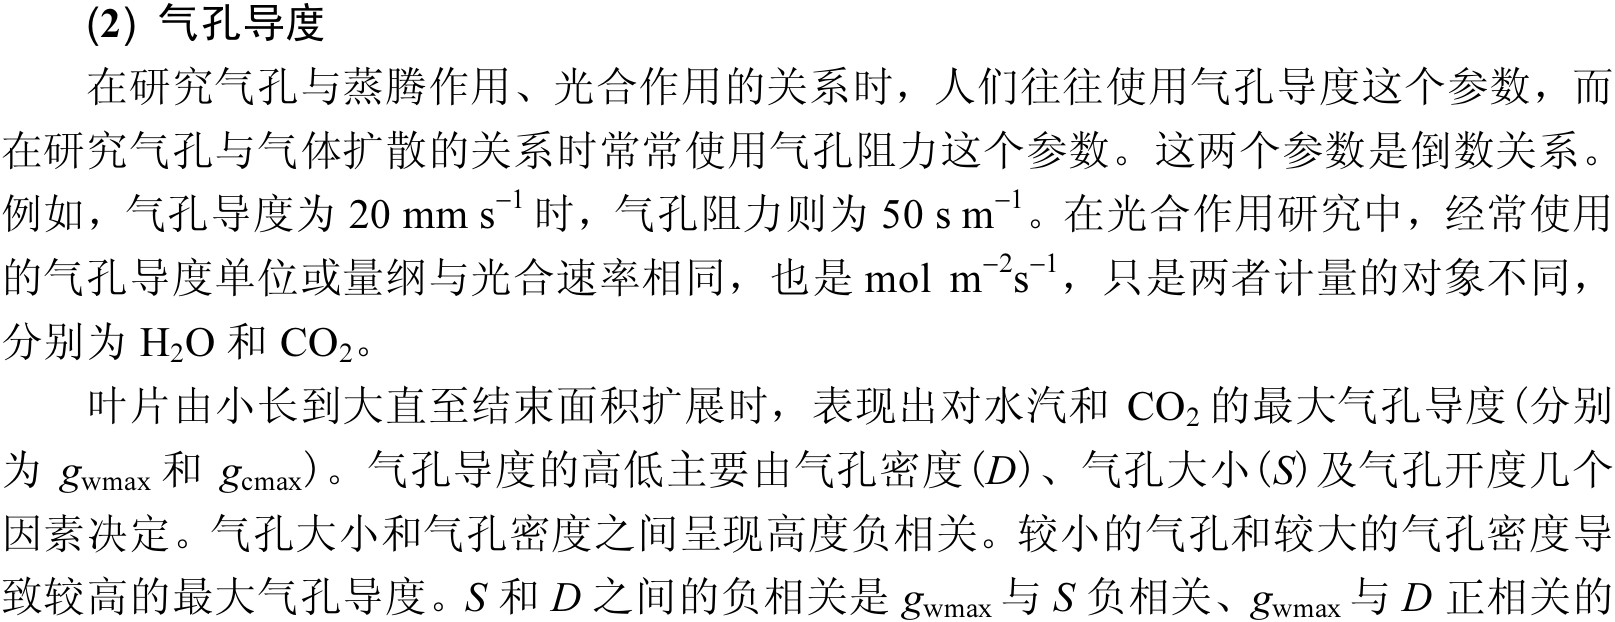 (2) 气孔导度
在研究气孔与蒸腾作用、光合作用的关系时，人们往往使用气孔导度这个参数，而
在研究气孔与气体扩散的关系时常常使用气孔阻力这个参数。这两个参数是倒数关系。
例如，气孔导度为 20 mm s⁻¹ 时，气孔阻力则为 50 s m⁻¹。在光合作用研究中，经常使用
的气孔导度单位或量纲与光合速率相同，也是 mol m⁻²s⁻¹，只是两者计量的对象不同，
分别为 H₂O 和 CO₂。
叶片由小长到大直至结束面积扩展时，表现出对水汽和 CO₂ 的最大气孔导度(分别
为 gwmax 和 gcmax)。气孔导度的高低主要由气孔密度(D)、气孔大小(S)及气孔开度几个
因素决定。气孔大小和气孔密度之间呈现高度负相关。较小的气孔和较大的气孔密度导
致较高的最大气孔导度。S 和 D 之间的负相关是 gwmax 与 S 负相关、gwmax 与 D 正相关的